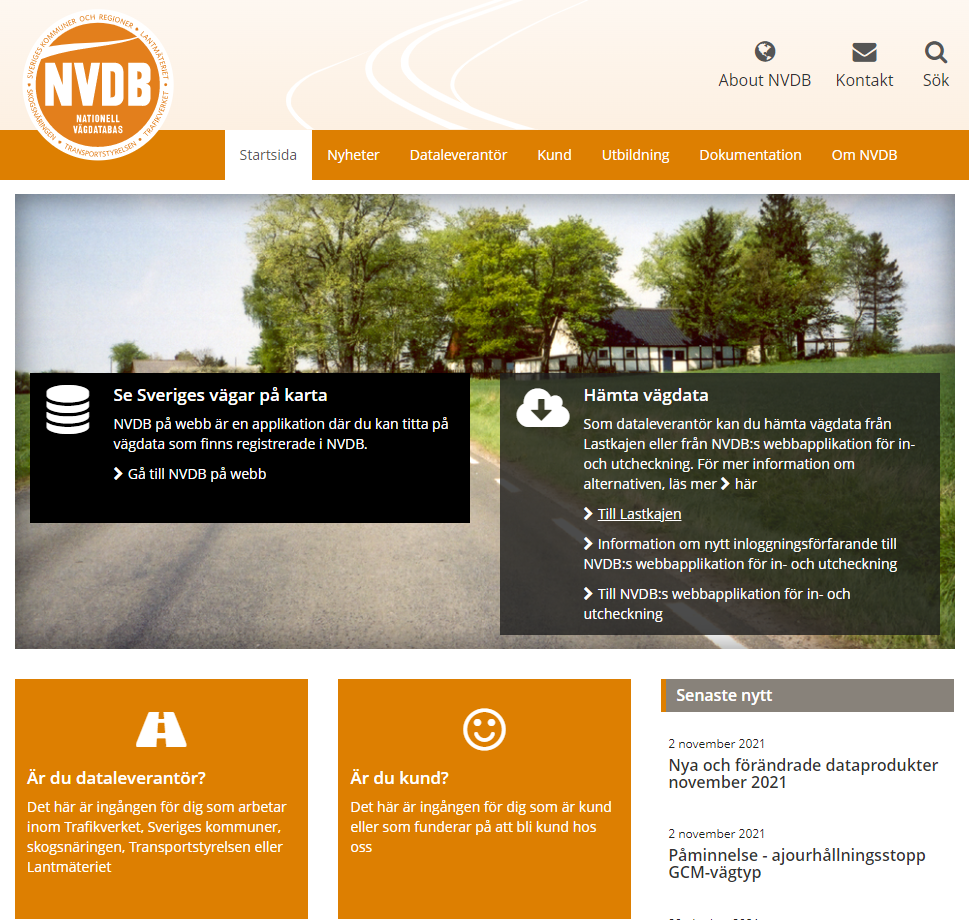 SVERIGES KOMMUNER OCH REGIONER • LANTMÄTERIET • TRAFIKVERKET • TRANSPORTSTYRELSEN • SKOGSNÄRINGEN •
NVDB
NATIONELL
VÄGDATABAS
About NVDB
Kontakt
Sök
Startsida
Nyheter
Dataleverantör
Kund
Utbildning
Dokumentation
Om NVDB
Se Sveriges vägar på karta
NVDB på webb är en applikation där du kan titta på
vägdata som finns registrerade i NVDB.
Gå till NVDB på webb
Hämta vägdata
Som dataleverantör kan du hämta vägdata från
Lastkajen eller från NVDB:s webbapplikation för in-
och utcheckning. För mer information om
alternativen, läs mer här
Till Lastkajen
Information om nytt inloggningsförfarande till
NVDB:s webbapplikation för in- och utcheckning
Till NVDB:s webbapplikation för in- och
utcheckning
Är du dataleverantör?
Det här är ingången för dig som arbetar
inom Trafikverket, Sveriges kommuner,
skogsnäringen, Transportstyrelsen eller
Lantmäteriet
Är du kund?
Det här är ingången för dig som är kund
eller som funderar på att bli kund hos
oss
Senaste nytt
2 november 2021
Nya och förändrade dataprodukter
november 2021
2 november 2021
Påminnelse - ajourhållningsstopp
GCM-vägtyp